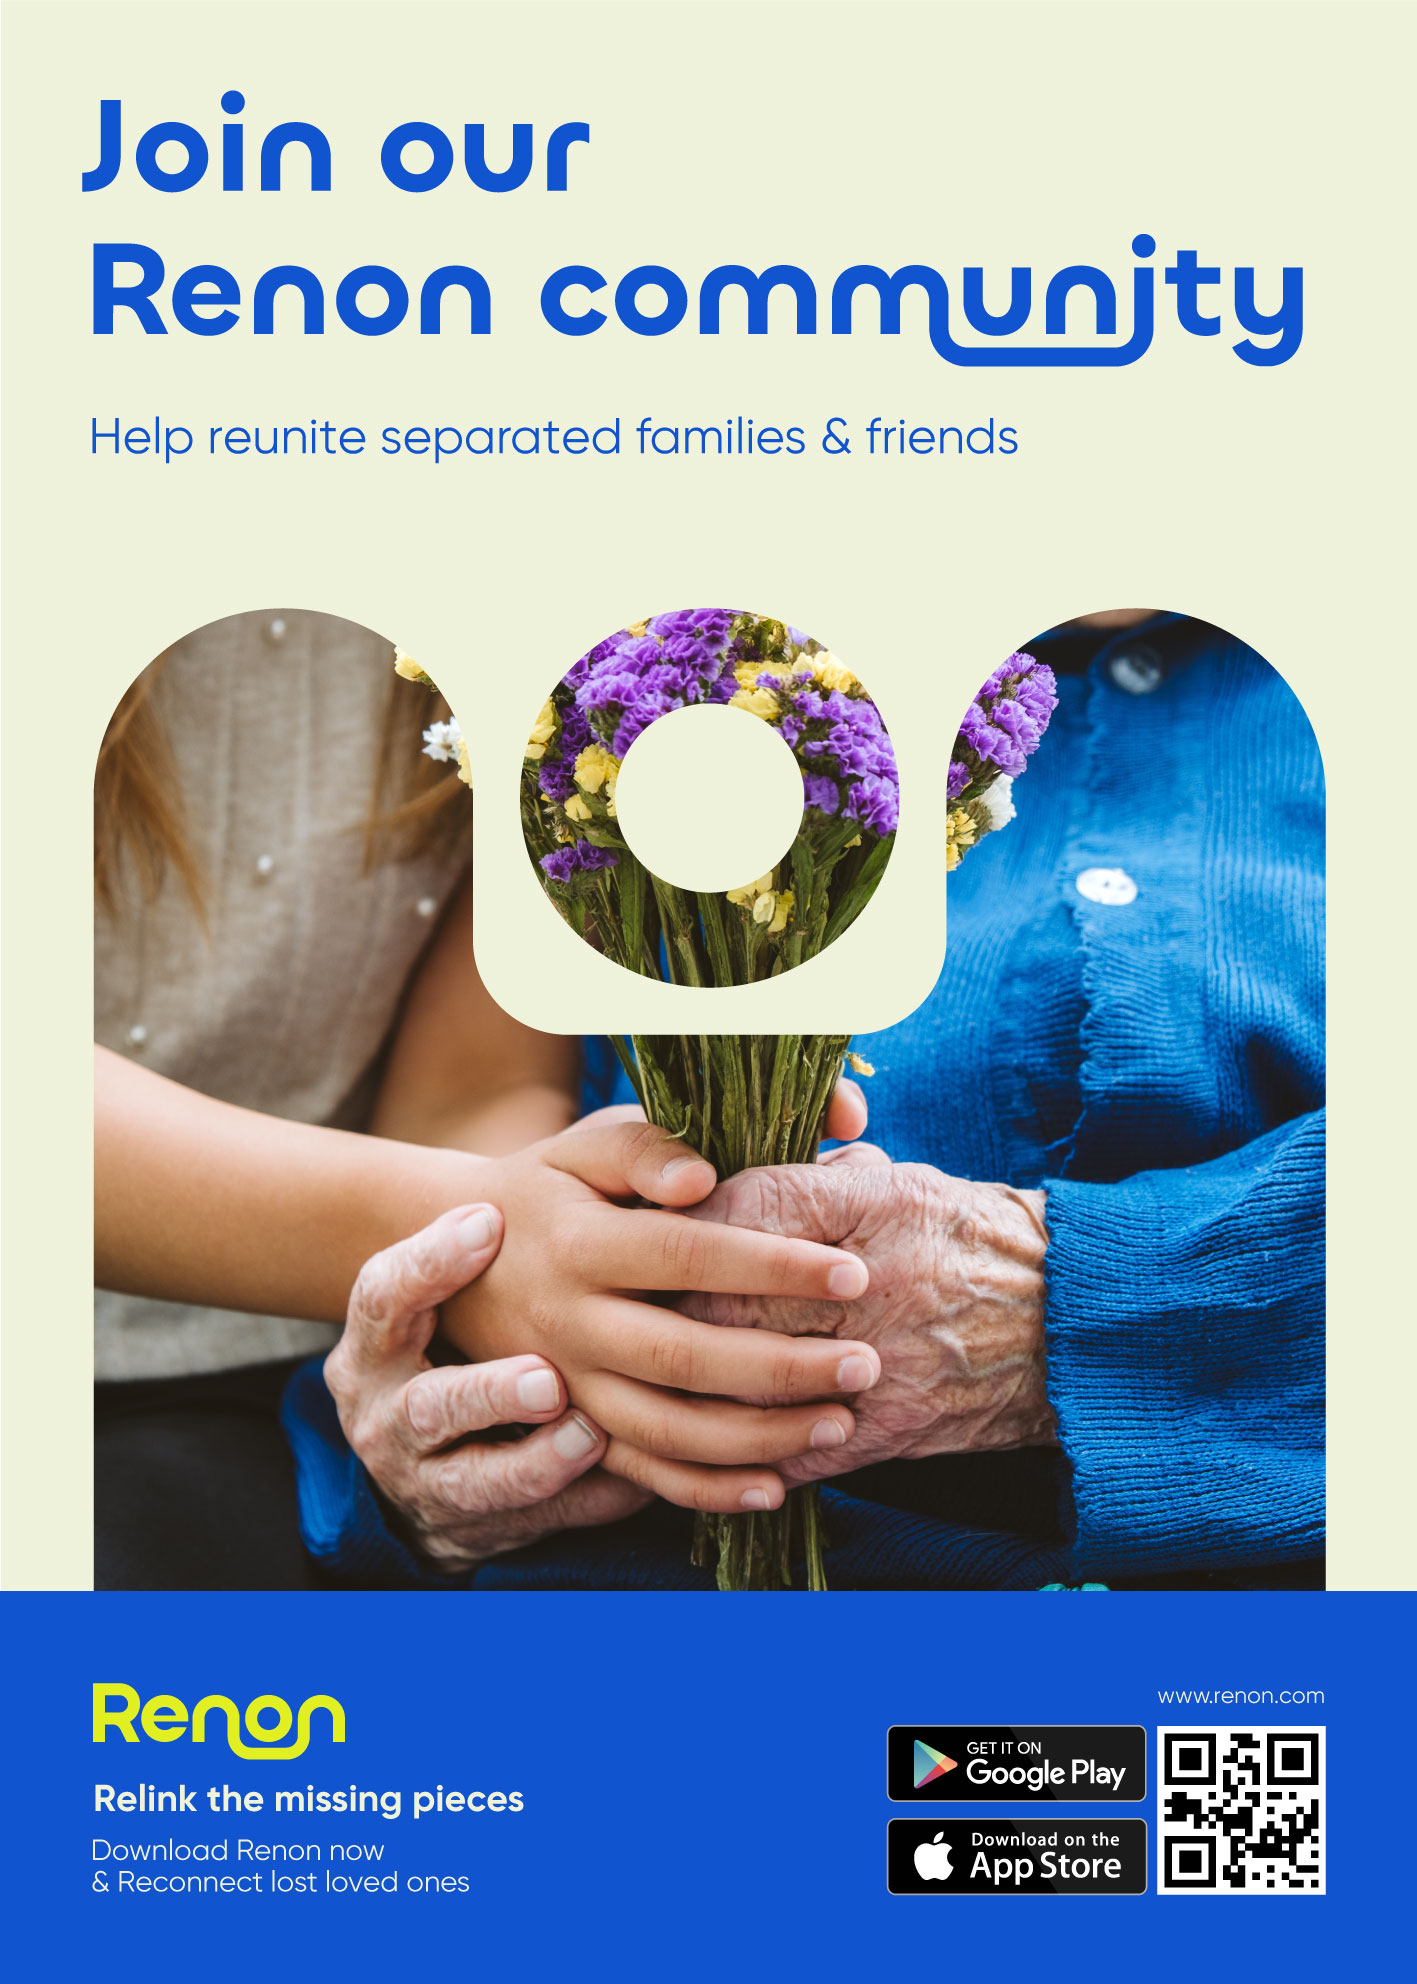 Join our
Renon community
Help reunite separated families & friends
Renon
Relink the missing pieces
Download Renon now
& Reconnect lost loved ones
www.renon.com
GET IT ON
Google Play
Download on the
App Store